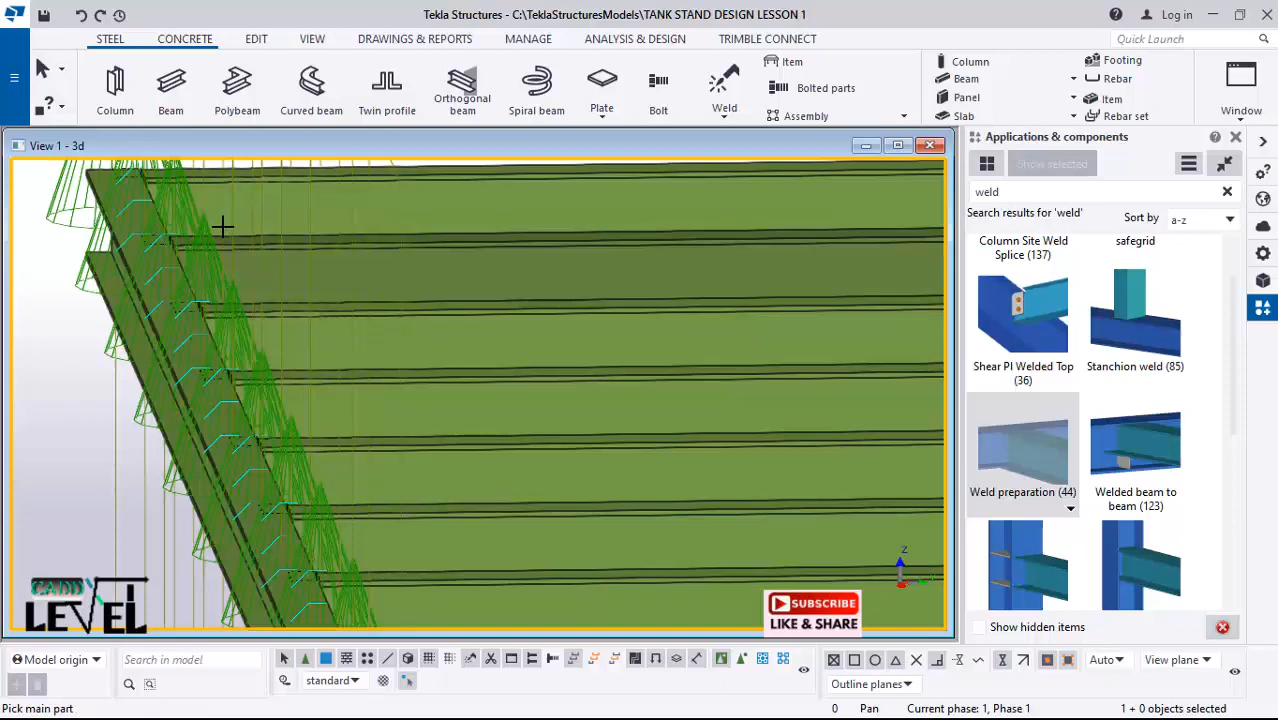 Tekla Structures - C:\TeklaStructuresModels\TANK STAND DESIGN LESSON 1
Log in
STEEL CONCRETE EDIT VIEW DRAWINGS & REPORTS MANAGE ANALYSIS & DESIGN TRIMBLE CONNECT
Quick Launch
Column
Beam
Polybeam
Curved beam
Twin profile
Orthogonal
beam
Spiral beam
Plate
Bolt
Weld
Item
Bolted parts
Assembly
Column
Beam
Panel
Slab
Footing
Rebar
Item
Rebar set
Window
View 1 - 3d
Applications & components
Show selected
weld
Search results for 'weld'
Sort by a-z
Column Site Weld
Splice (137)
safegrid
Shear Pl Welded Top
(36)
Stanchion weld (85)
Weld preparation (44)
Welded beam to
beam (123)
Show hidden items
Z
CADD
LEVEL
SUBSCRIBE
LIKE & SHARE
Model origin
Search in model
standard
Auto
View plane
Outline planes
Pick main part
0 Pan Current phase: 1, Phase 1 1 + 0 objects selected